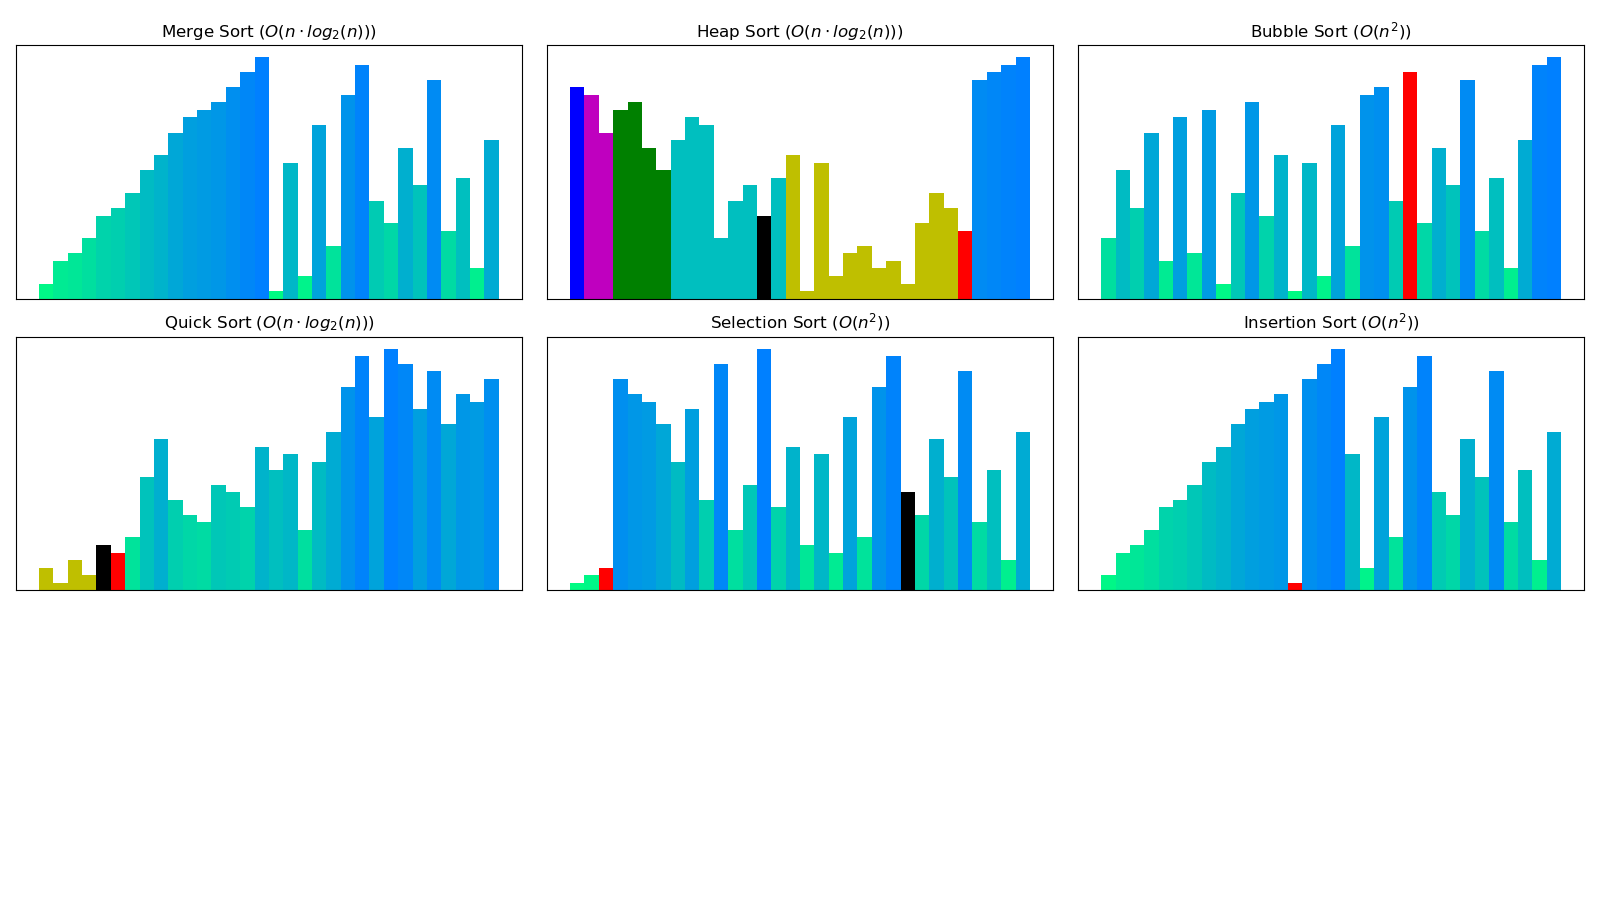 Merge Sort (O(n · log₂(n)))
Heap Sort (O(n · log₂(n)))
Bubble Sort (O(n²))
Quick Sort (O(n · log₂(n)))
Selection Sort (O(n²))
Insertion Sort (O(n²))